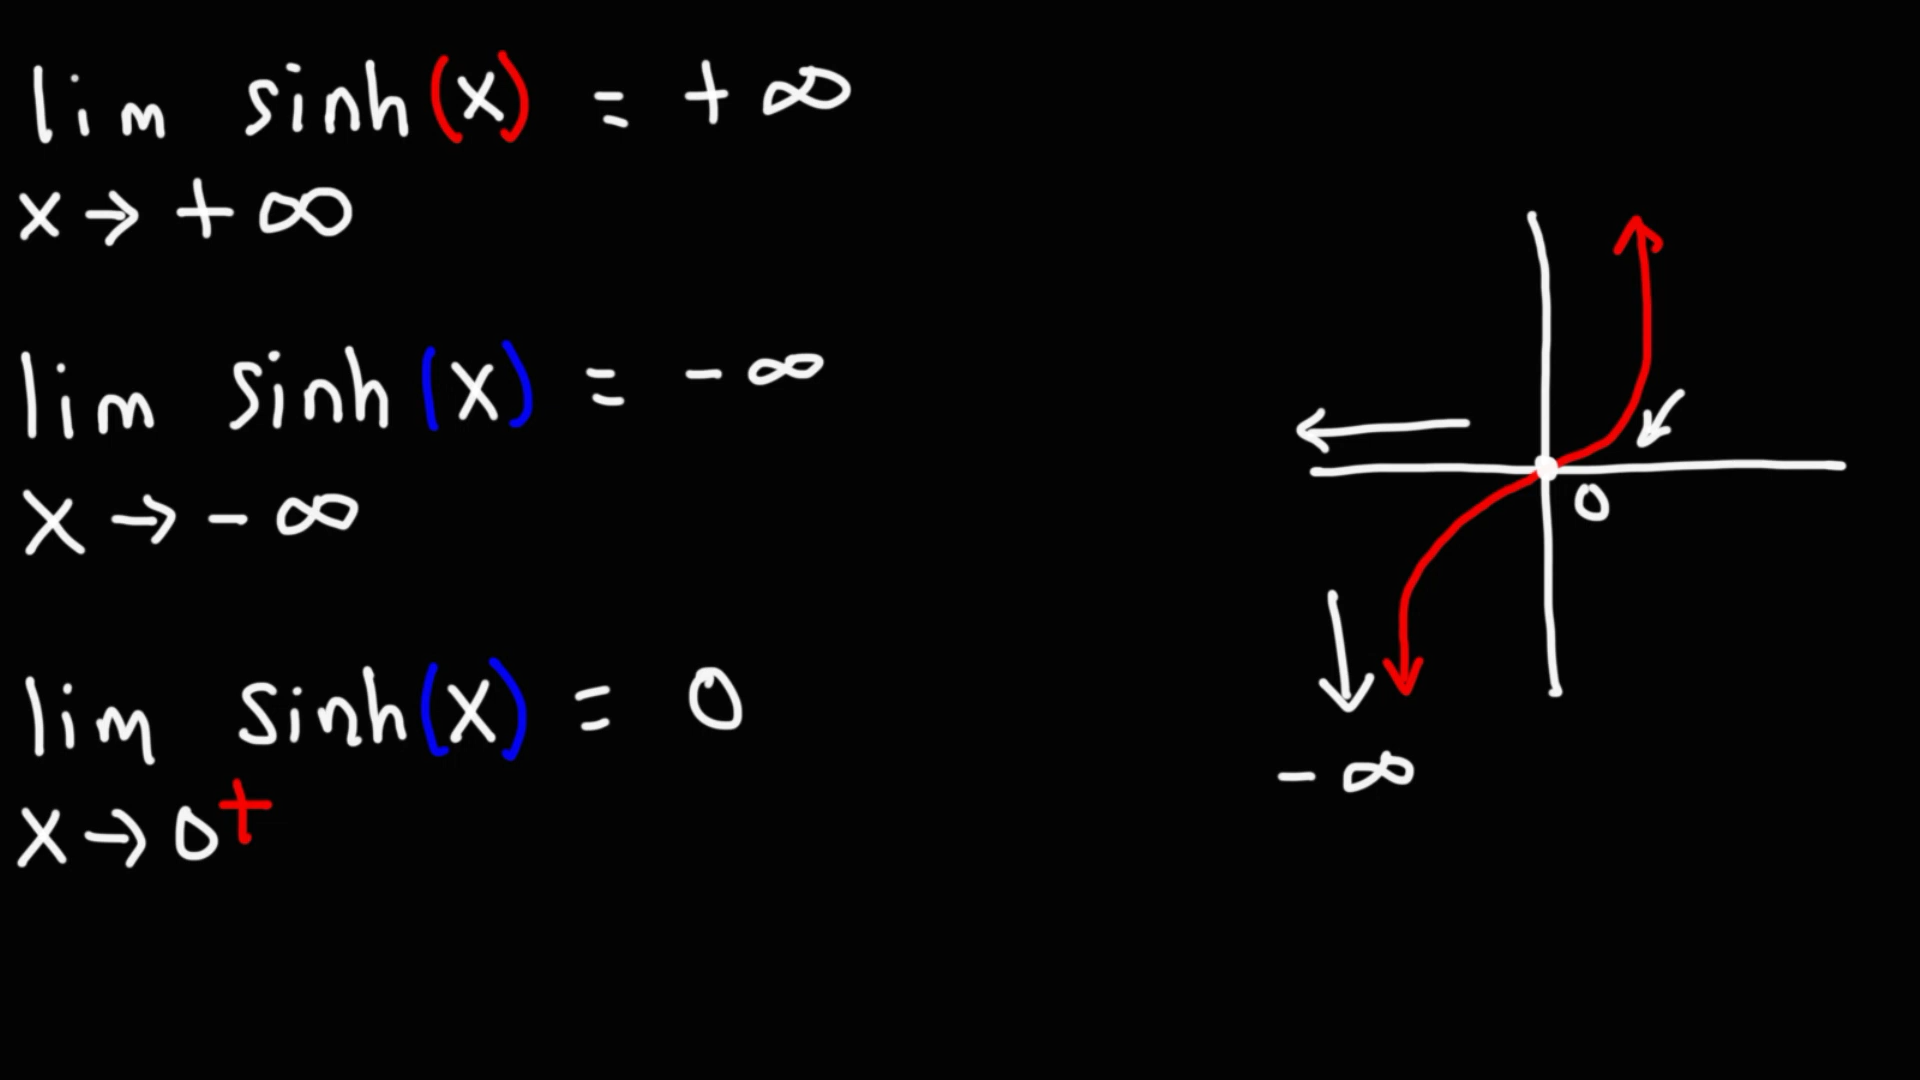 lim sinh(x) = +∞
x → +∞
lim sinh(x) = -∞
x → -∞
lim sinh(x) = 0
x → 0⁺
0
-∞